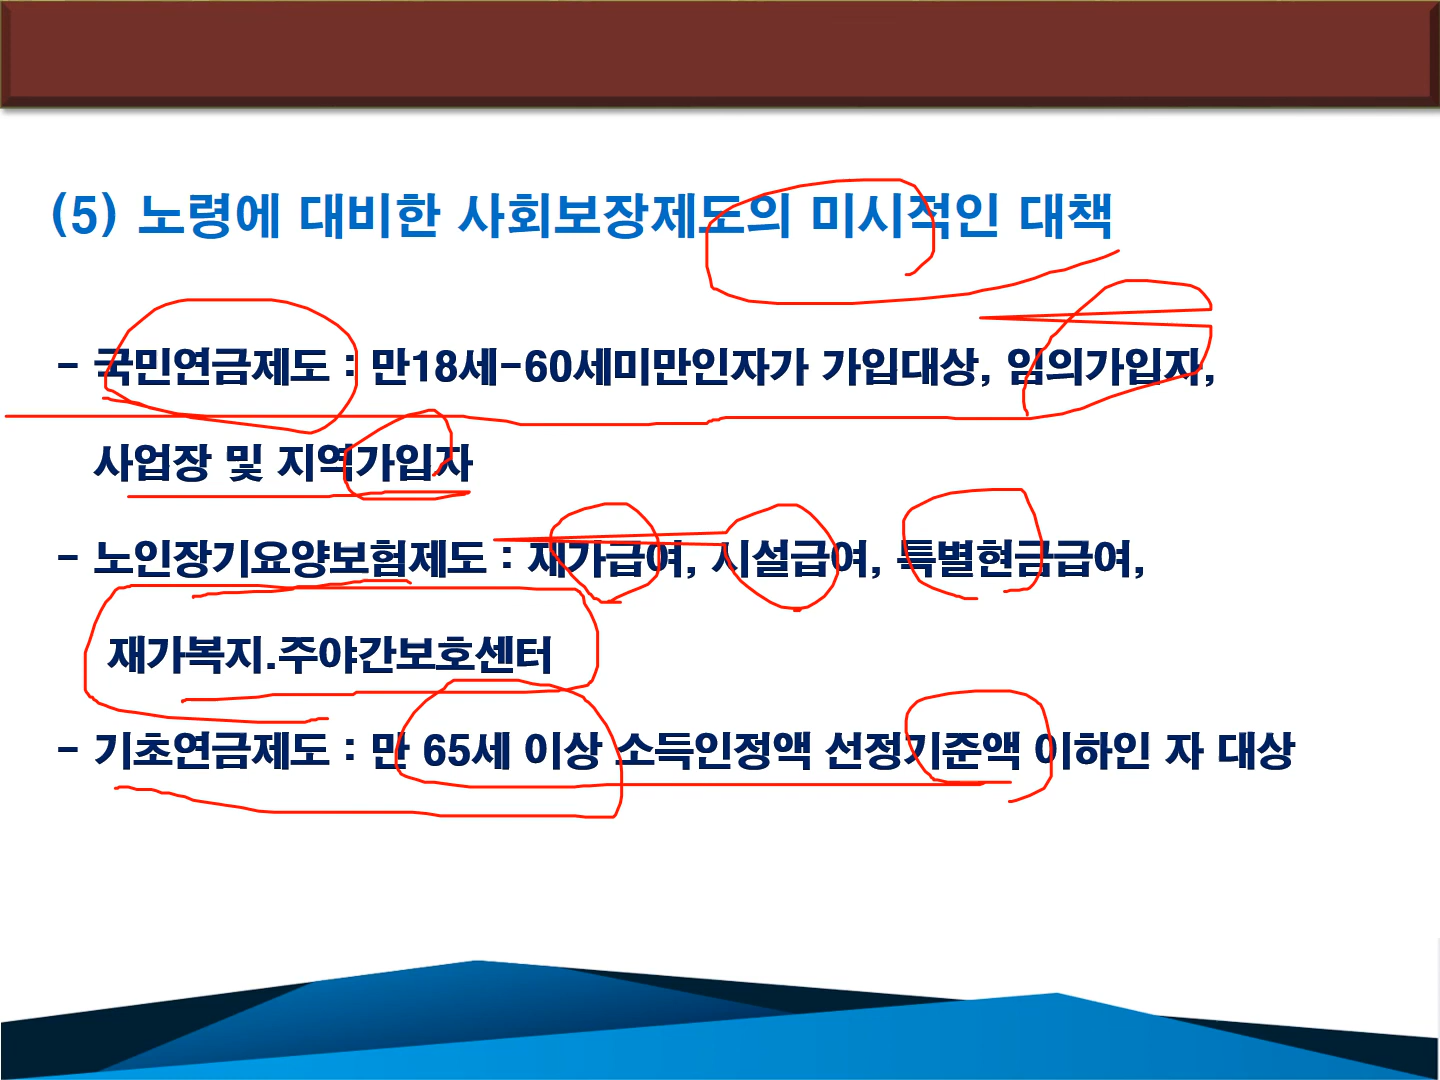 (5) 노령에 대비한 사회보장제도의 미시적인 대책
- 국민연금제도 : 만18세-60세미만인자가 가입대상, 임의가입자,
사업장 및 지역가입자
- 노인장기요양보험제도 : 재가급여, 시설급여, 특별현금급여,
재가복지.주야간보호센터
- 기초연금제도 : 만 65세 이상 소득인정액 선정기준액 이하인 자 대상